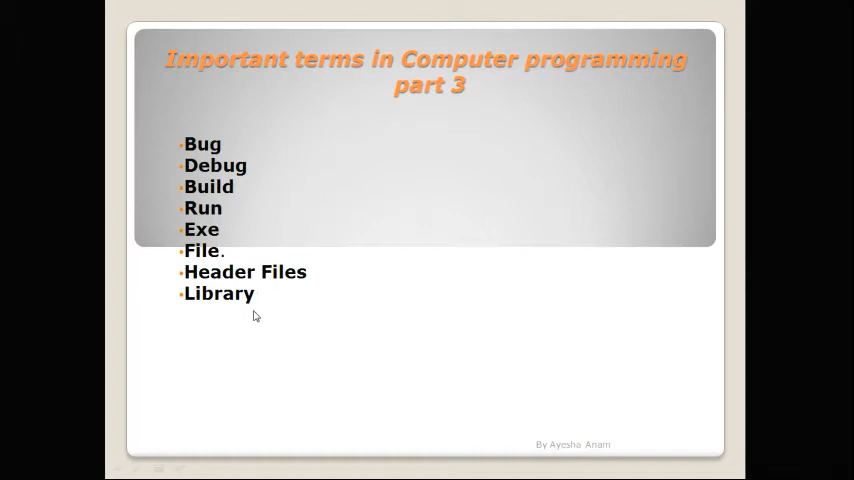 Important terms in Computer programming
part 3
•Bug
•Debug
•Build
•Run
•Exe
•File.
•Header Files
•Library
By Ayesha Anam